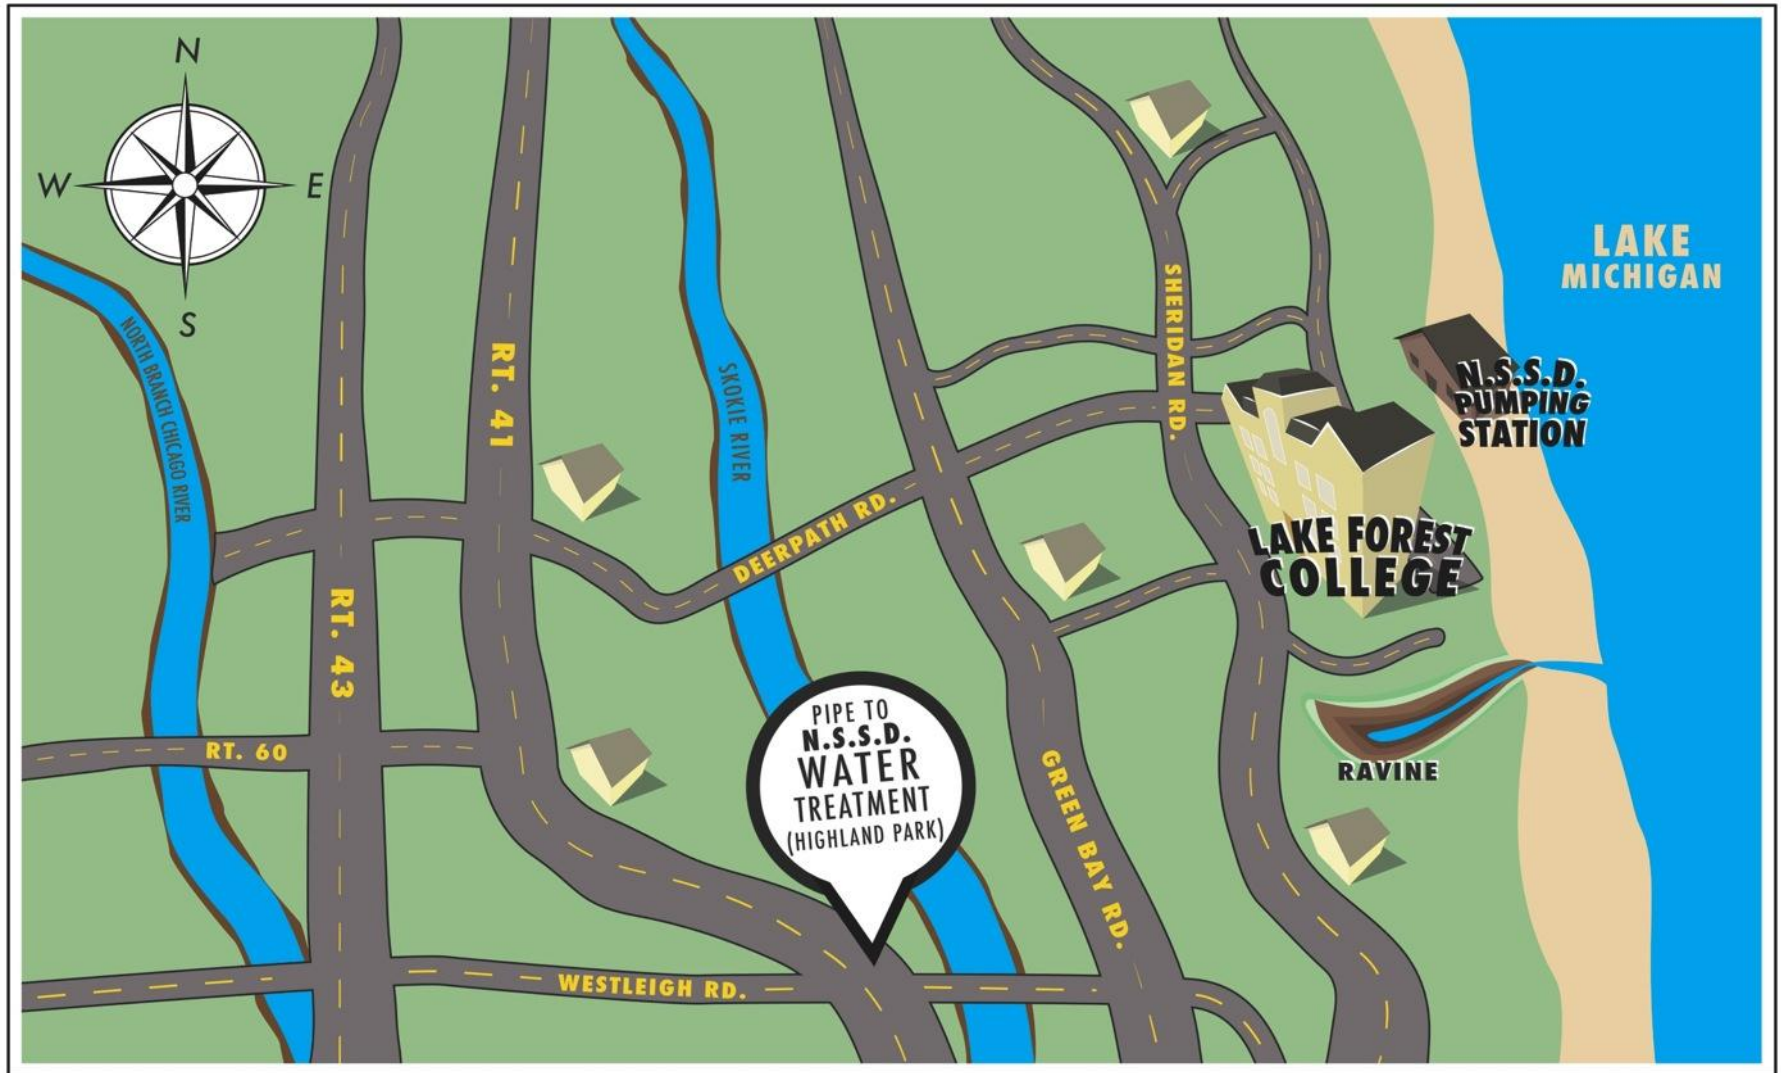 N
W
E
S
LAKE
MICHIGAN
NORTH BRANCH CHICAGO RIVER
RT. 41
SKOKIE RIVER
SHERIDAN RD.
N.S.S.D.
PUMPING
STATION
DEERPATH RD.
LAKE FOREST
COLLEGE
RT. 43
RT. 60
PIPE TO
N.S.S.D.
WATER
TREATMENT
(HIGHLAND PARK)
GREEN BAY RD.
RAVINE
WESTLEIGH RD.